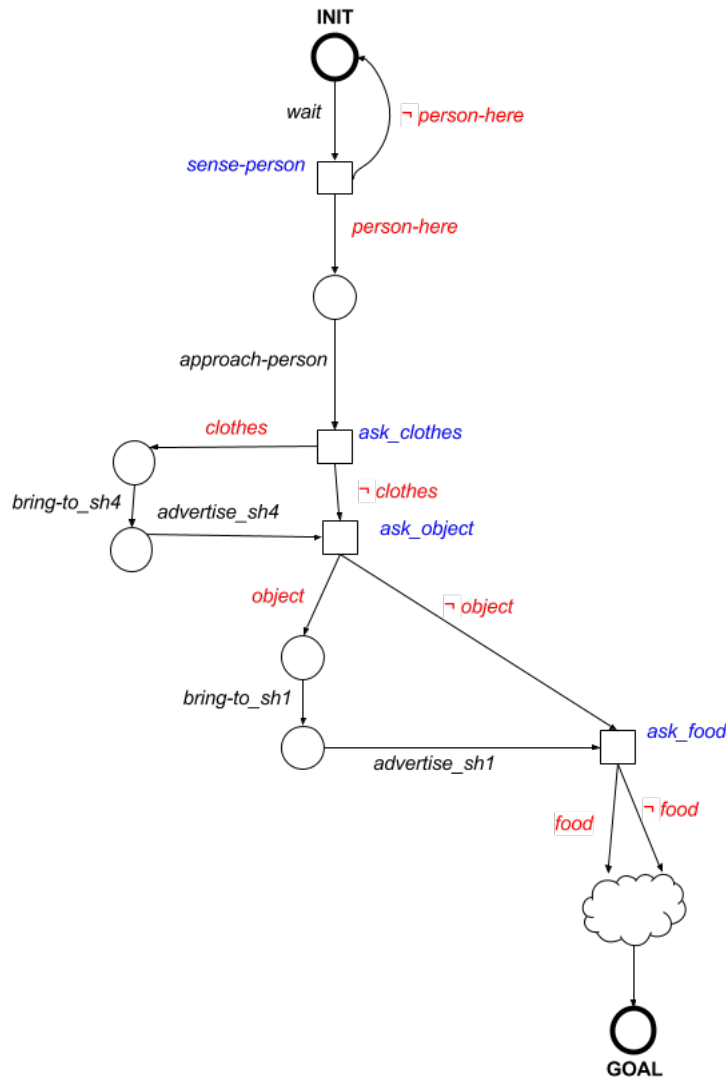 INIT
wait
¬ person-here
sense-person
person-here
approach-person
clothes
ask_clothes
¬ clothes
bring-to_sh4
advertise_sh4
ask_object
object
¬ object
bring-to_sh1
ask_food
advertise_sh1
food
¬ food
GOAL